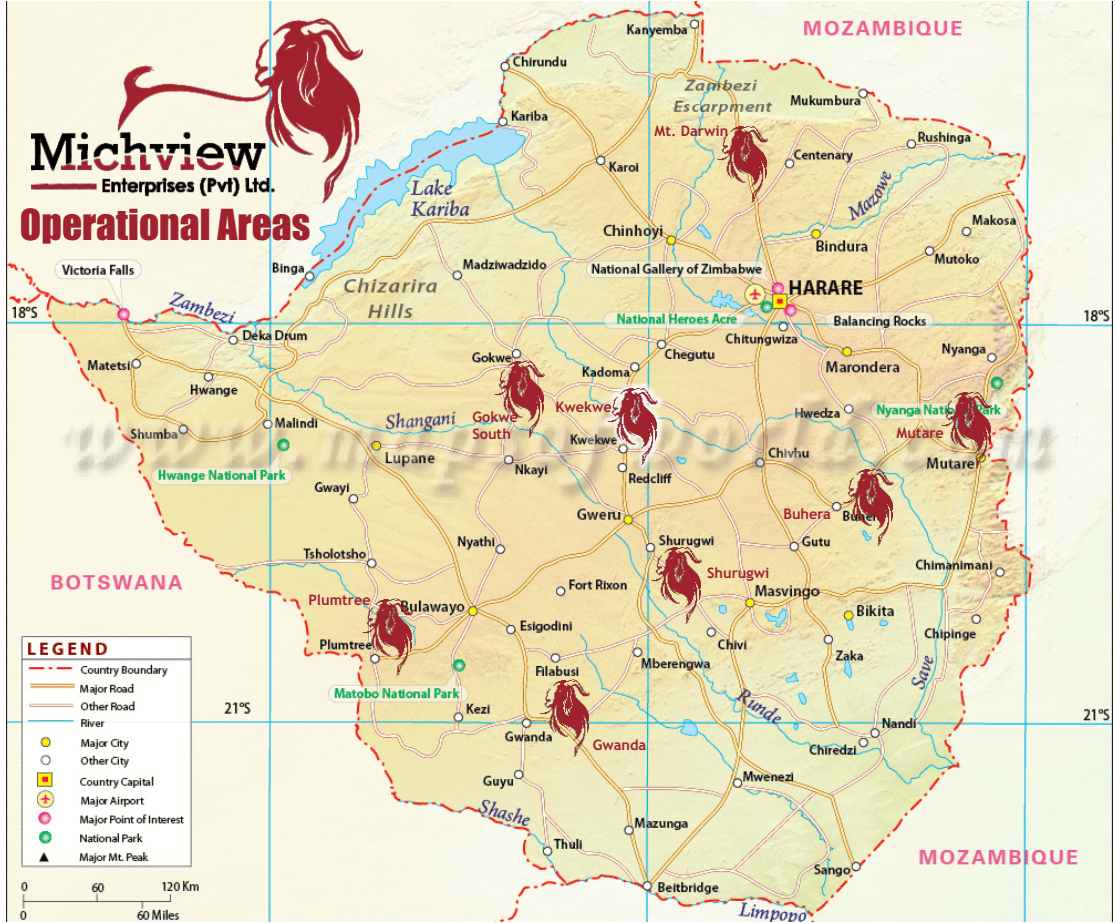 Michview
Enterprises (Pvt) Ltd.
Operational Areas
MOZAMBIQUE
Kanyemba
Chirundu
Zambezi
Escarpment
Mukumbura
Kariba
Mt. Darwin
Rushinga
Centenary
Karoi
Lake
Kariba
Mazowe
Makosa
Chinhoyi
Bindura
Mutoko
Victoria Falls
Binga
Madziwadzido
National Gallery of Zimbabwe
Chizarira
Hills
HARARE
18°S
Zambezi
National Heroes Acre
Balancing Rocks
18°S
Deka Drum
Chitungwiza
Matetsi
Gokwe
Chegutu
Nyanga
Kadoma
Marondera
Hwange
Gokwe
South
Kwekwe
Hwedza
Nyanga National Park
Shumba
Malindi
Shangani
Mutare
Kwekwe
Lupane
Nkayi
Chivhu
Mutare
Hwange National Park
Redcliff
Gwayi
Gweru
Buhera
Buhera
Nyathi
Shurugwi
Gutu
Tsholotsho
Chimanimani
BOTSWANA
Fort Rixon
Shurugwi
Masvingo
Plumtree
Bulawayo
Bikita
Esigodini
Chivi
Chipinge
Plumtree
Filabusi
Mberengwa
Zaka
Save
Matobo National Park
Runde
21°S
Kezi
Gwanda
Gwanda
Nandi
21°S
Chiredzi
Guyu
Mwenezi
Shashe
Mazunga
Thuli
Sango
MOZAMBIQUE
Beitbridge
Limpopo
LEGEND
Country Boundary
Major Road
Other Road
River
Major City
Other City
Country Capital
Major Airport
Major Point of Interest
National Park
Major Mt. Peak
0 60 120 Km
0 60 Miles